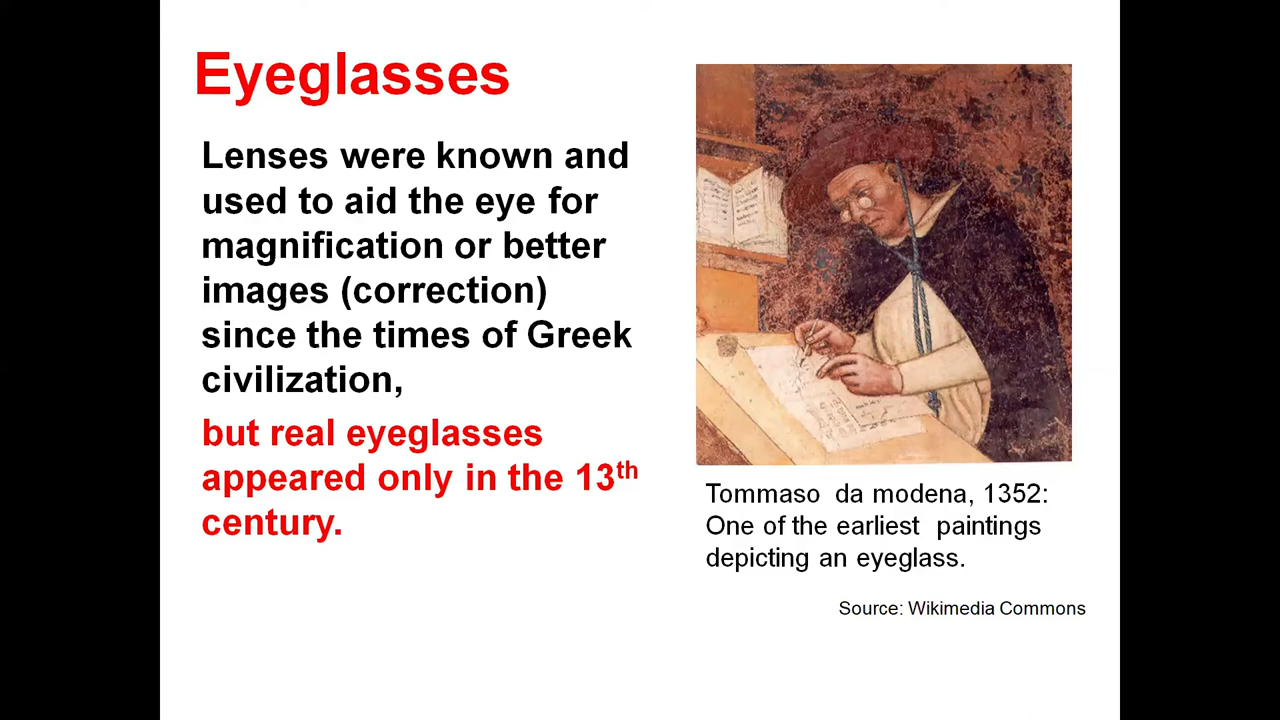 Eyeglasses
Lenses were known and
used to aid the eye for
magnification or better
images (correction)
since the times of Greek
civilization,
but real eyeglasses
appeared only in the 13th
century.
Tommaso da modena, 1352:
One of the earliest paintings
depicting an eyeglass.
Source: Wikimedia Commons